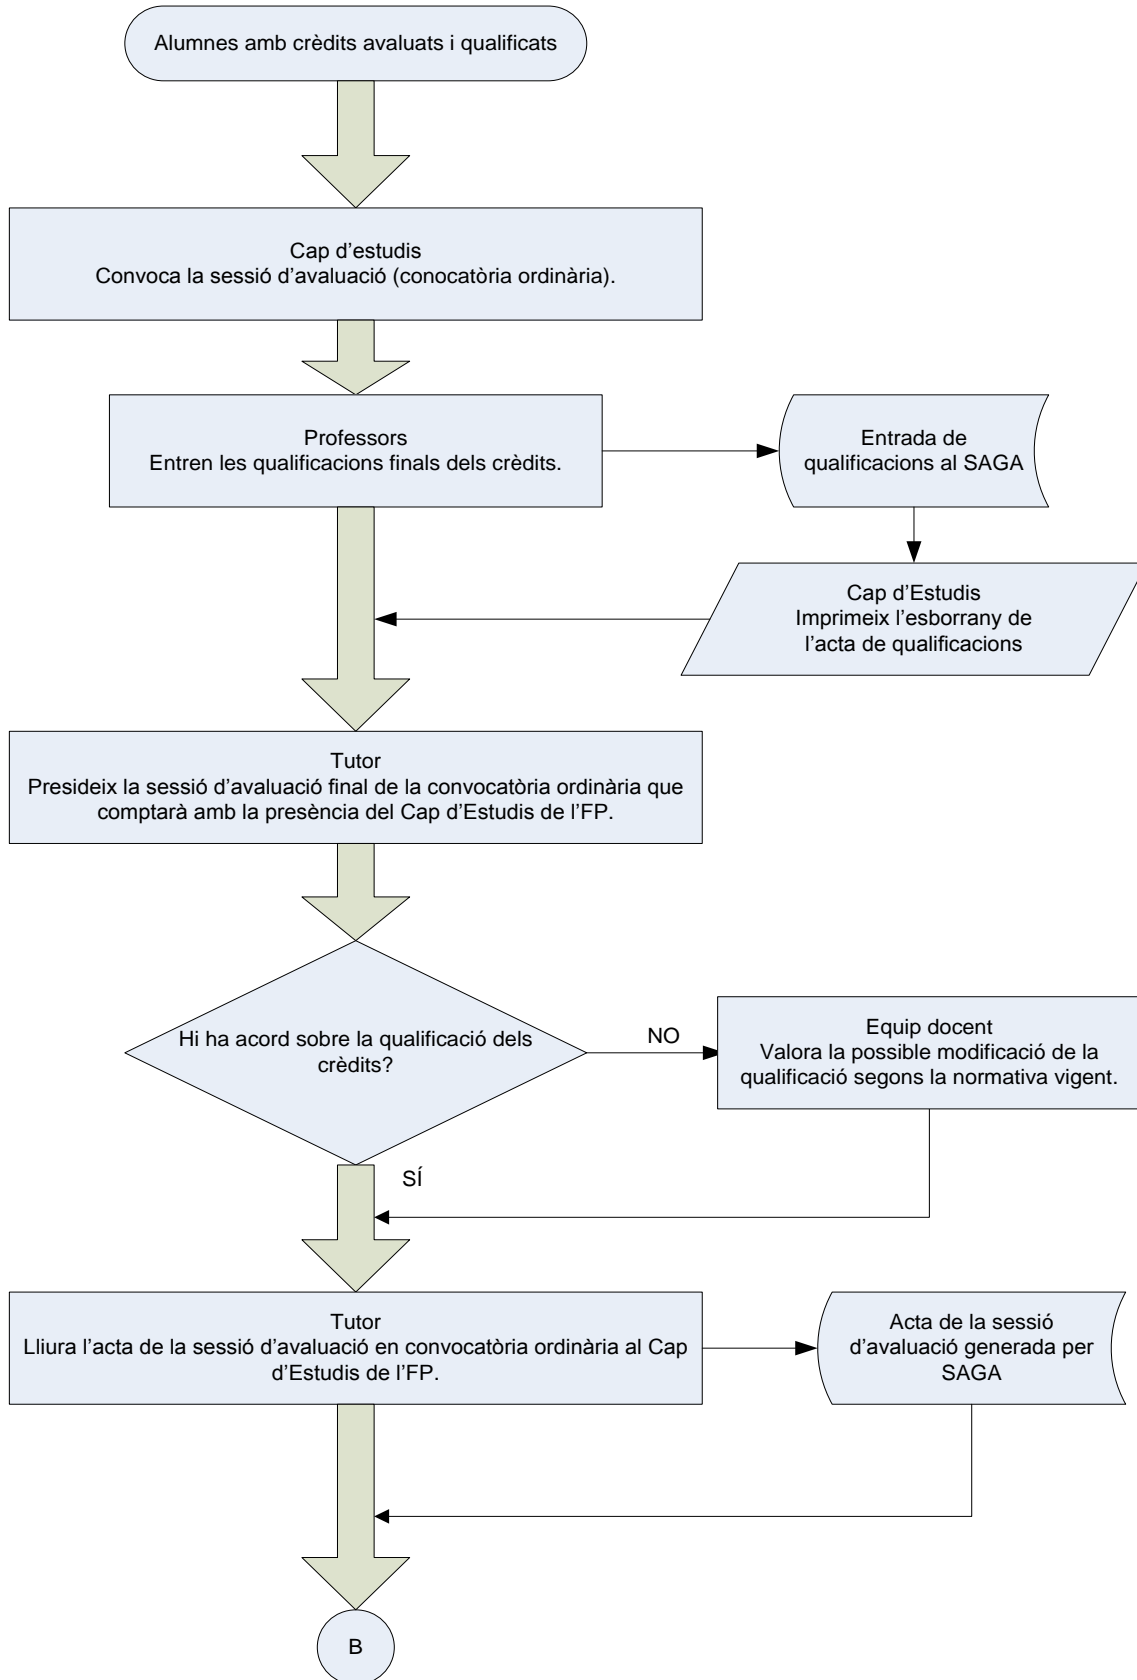 Alumnes amb crèdits avaluats i qualificats
Cap d’estudis
Convoca la sessió d’avaluació (conocatòria ordinària).
Professors
Entren les qualificacions finals dels crèdits.
Entrada de
qualificacions al SAGA
Cap d’Estudis
Imprimeix l’esborrany de
l’acta de qualificacions
Tutor
Presideix la sessió d’avaluació final de la convocatòria ordinària que
comptarà amb la presència del Cap d’Estudis de l’FP.
Hi ha acord sobre la qualificació dels
crèdits?
NO
Equip docent
Valora la possible modificació de la
qualificació segons la normativa vigent.
SÍ
Tutor
Lliura l’acta de la sessió d’avaluació en convocatòria ordinària al Cap
d’Estudis de l’FP.
Acta de la sessió
d’avaluació generada per
SAGA
B